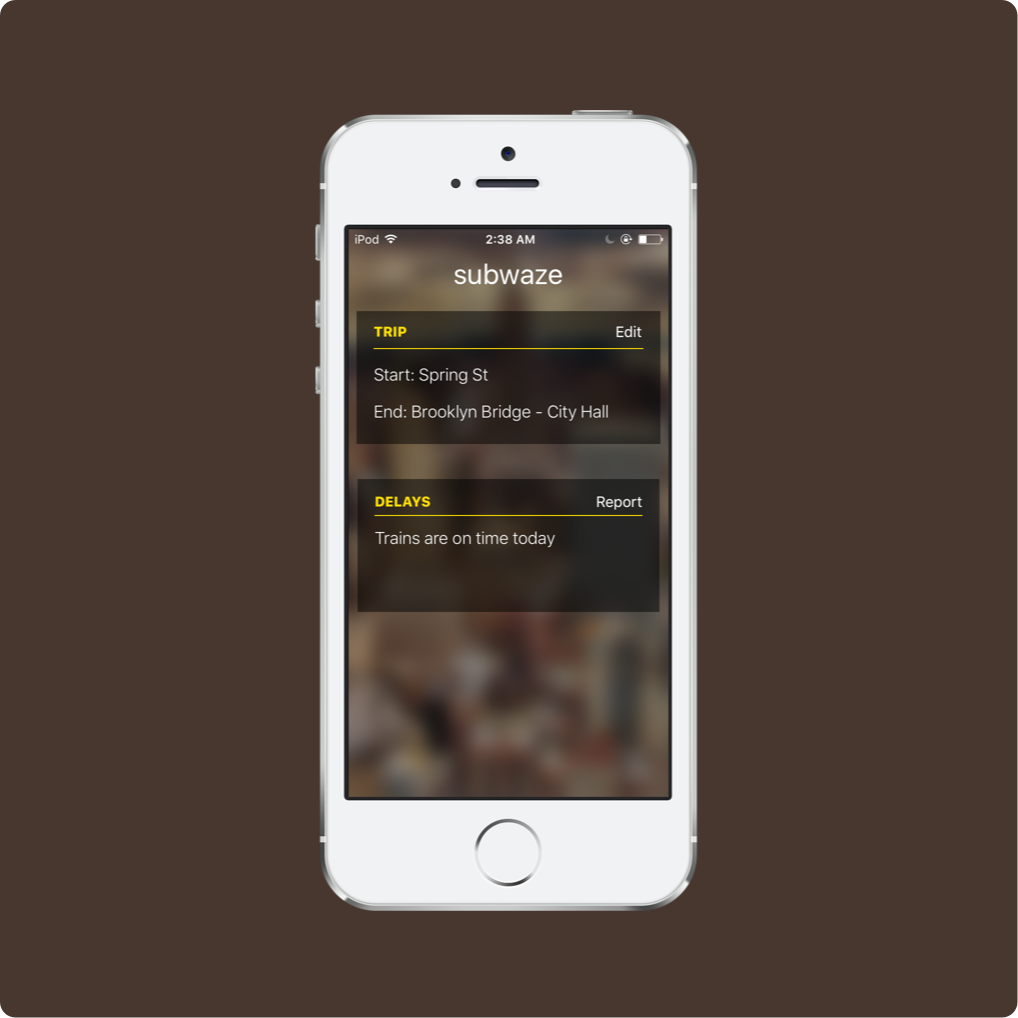 iPod 2:38 AM
subwaze
TRIP Edit
Start: Spring St
End: Brooklyn Bridge - City Hall
DELAYS Report
Trains are on time today